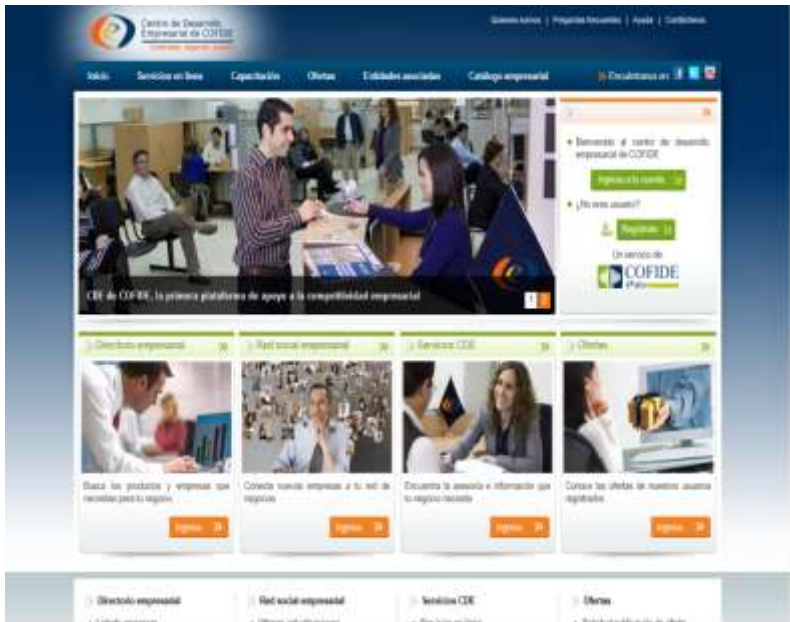 Centro de Desarrollo
Empresarial de COFIDE
Quienes somos | Preguntas frecuentes | Ayuda | Contáctenos
Inicio Servicios en línea Capacitación Ofertas Entidades asociadas Catálogo empresarial Encuéntranos en:
Bienvenido al centro de desarrollo
empresarial de COFIDE
Ingresa a tu cuenta
¿No eres usuario?
Regístrate
Un servicio de
COFIDE
CDE de COFIDE, la primera plataforma de apoyo a la competitividad empresarial
1 2
Directorio empresarial
Busca los productos y empresas que
necesitas para tu negocio
Ingresa
Red social empresarial
Conecta nuevas empresas a tu red de
negocios
Ingresa
Servicios CDE
Encuentra la asesoría e información que
tu negocio necesita
Ingresa
Ofertas
Conoce las ofertas de nuestros usuarios
registrados
Ingresa
Directorio empresarial
Red social empresarial
Servicios CDE
Ofertas